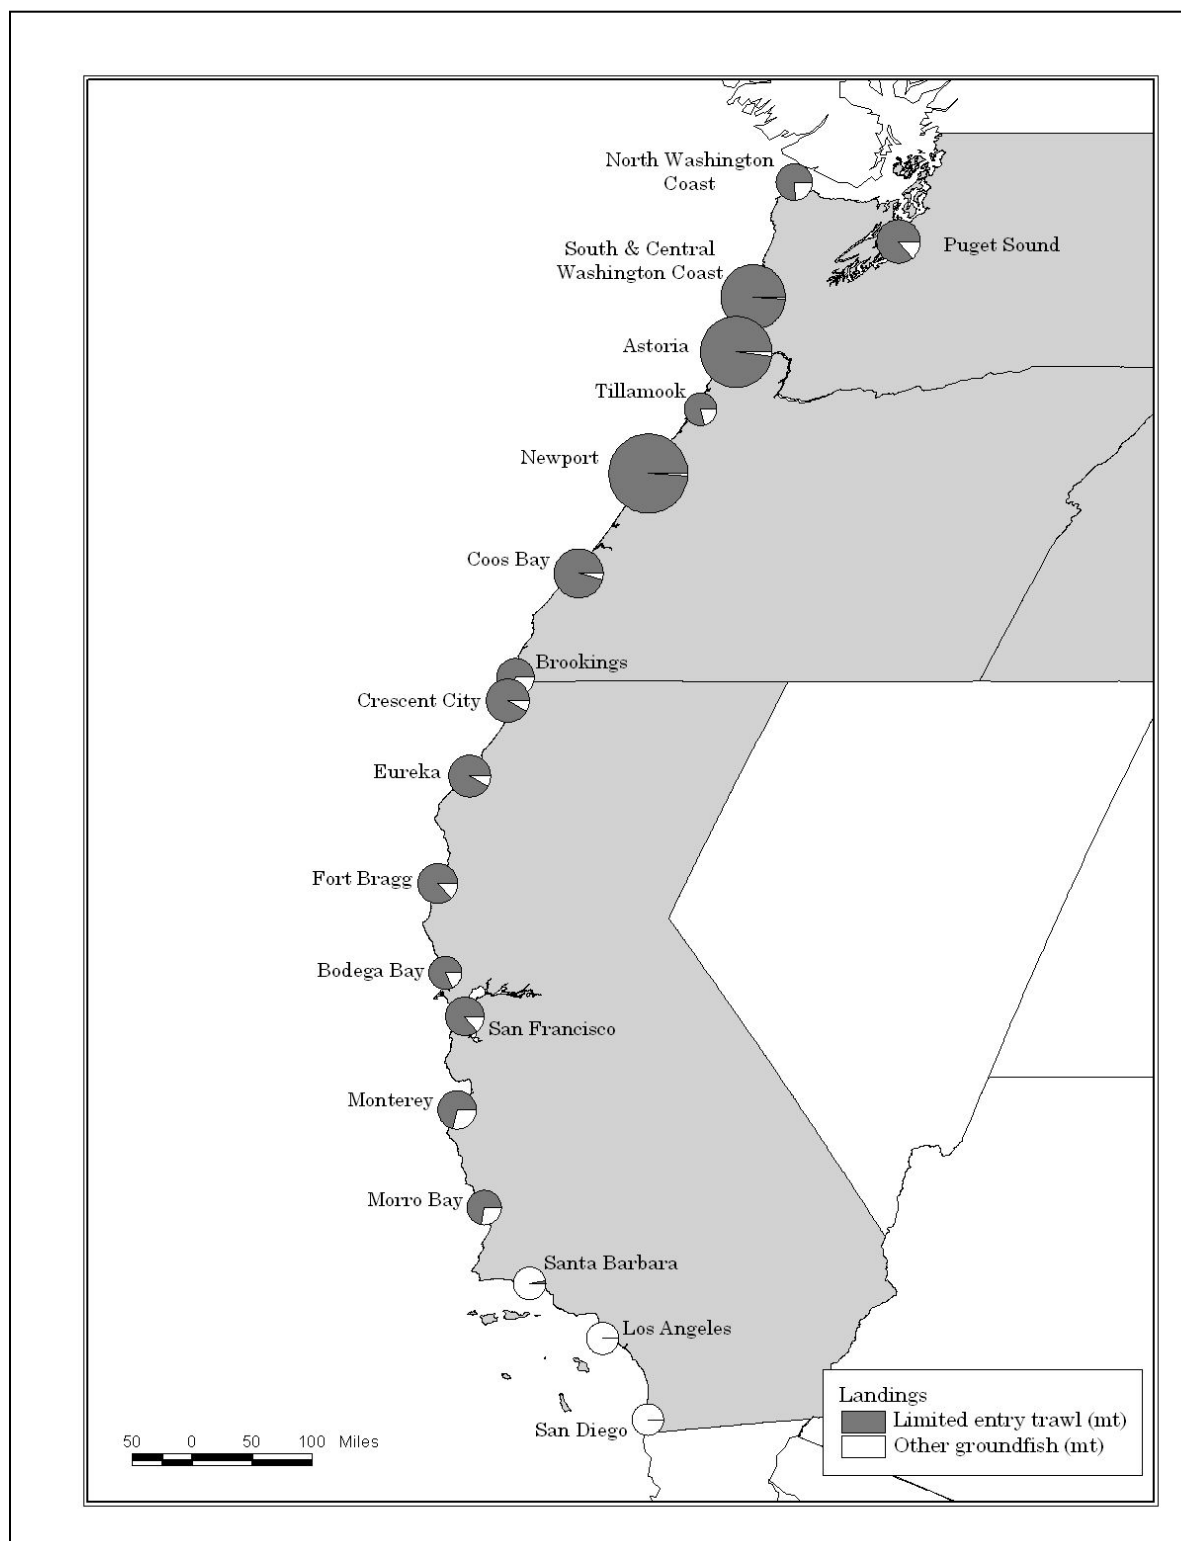 North Washington
Coast
Puget Sound
South & Central
Washington Coast
Astoria
Tillamook
Newport
Coos Bay
Brookings
Crescent City
Eureka
Fort Bragg
Bodega Bay
San Francisco
Monterey
Morro Bay
Santa Barbara
Los Angeles
San Diego
Landings
Limited entry trawl (mt)
Other groundfish (mt)
50 0 50 100 Miles